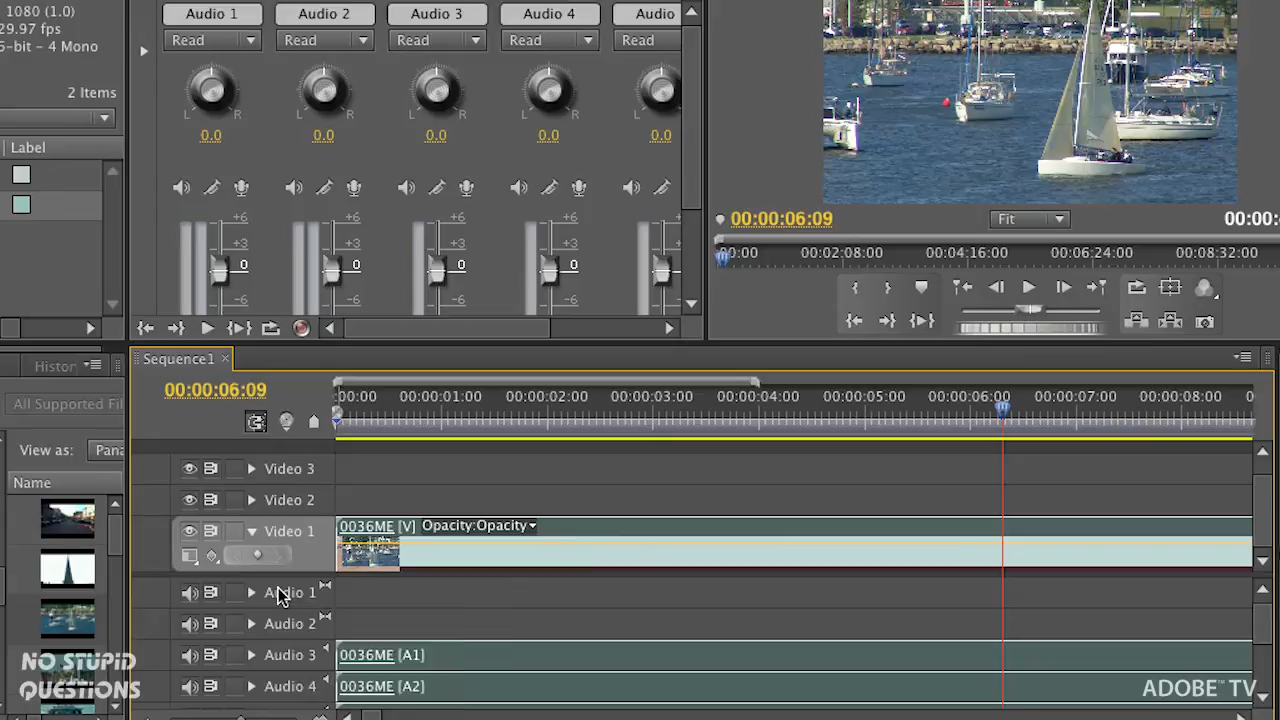 1080 (1.0)
29.97 fps
5-bit - 4 Mono
2 Items
Label
Audio 1
Audio 2
Audio 3
Audio 4
Audio
Read
Read
Read
Read
Read
L R
L R
L R
L R
L
0.0
0.0
0.0
0.0
0.0
+6
+6
+6
+6
+6
+3
+3
+3
+3
+3
0
0
0
0
-6
-6
-6
-6
-6
00:00:06:09
Fit
00:00:
00:00
00:02:08:00
00:04:16:00
00:06:24:00
00:08:32:00
Histor
All Supported Fil
View as:
Pana
Name
Sequence1
00:00:06:09
:00:00
00:00:01:00
00:00:02:00
00:00:03:00
00:00:04:00
00:00:05:00
00:00:06:00
00:00:07:00
00:00:08:00
0
Video 3
Video 2
Video 1
0036ME [V] Opacity:Opacity
Audio 1
Audio 2
Audio 3
0036ME [A1]
Audio 4
0036ME [A2]
NO STUPID
QUESTIONS
ADOBE™ TV